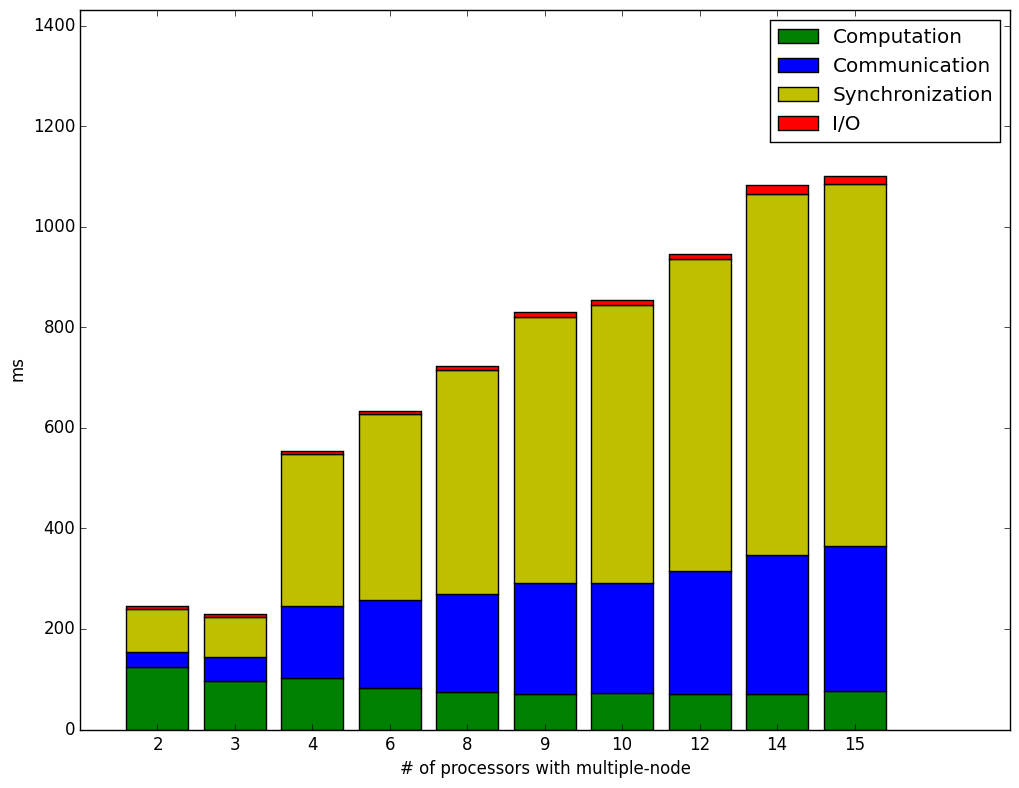 1400
1200
1000
800
600
400
200
0
ms
Computation
Communication
Synchronization
I/O
2 3 4 6 8 9 10 12 14 15
# of processors with multiple-node